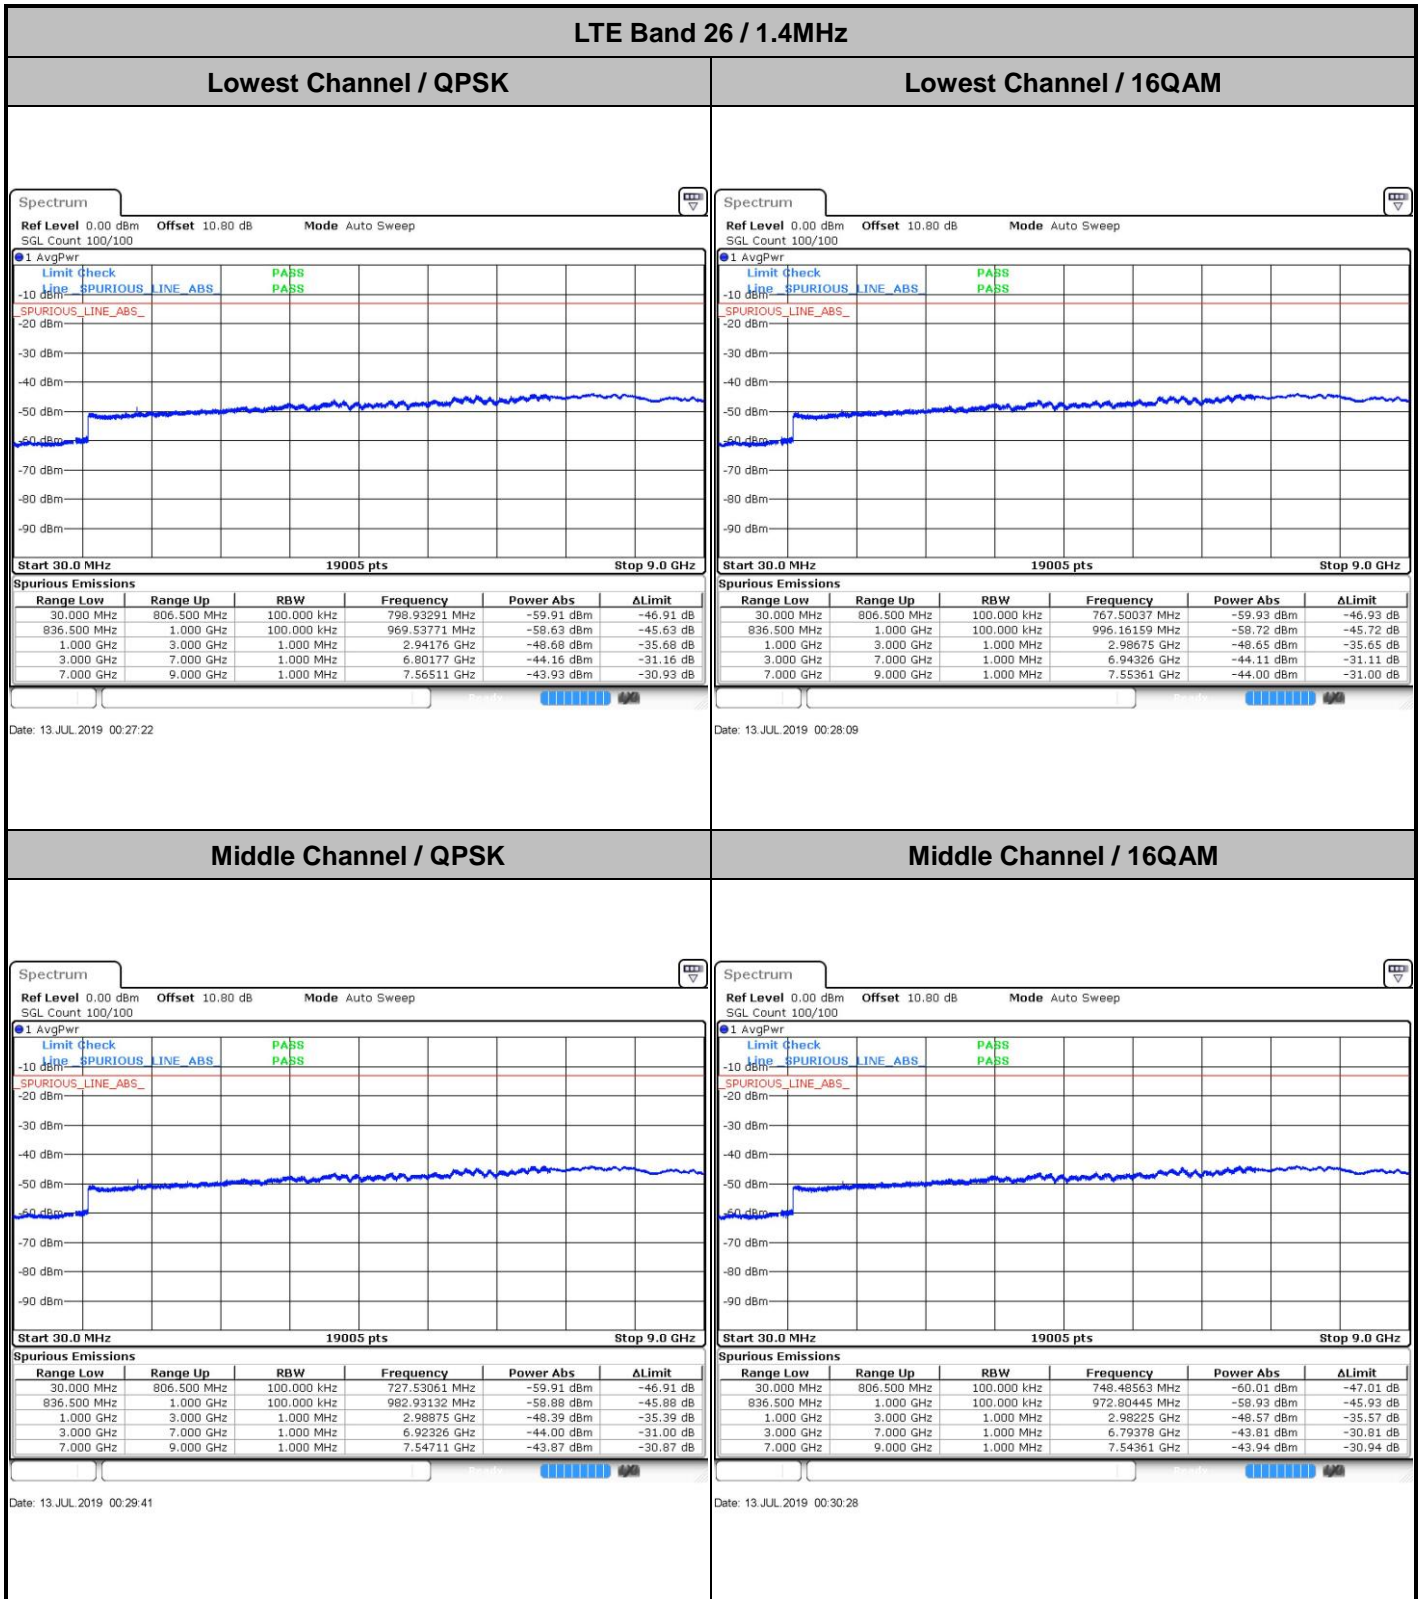 LTE Band 26 / 1.4MHz
Lowest Channel / QPSK
Lowest Channel / 16QAM
Spectrum
Ref Level 0.00 dBm Offset 10.80 dB Mode Auto Sweep
SGL Count 100/100
1 AvgPwr
Limit Check PASS
Line _SPURIOUS_LINE_ABS_ PASS
-10 dBm
_SPURIOUS_LINE_ABS_
-20 dBm
-30 dBm
-40 dBm
-50 dBm
-60 dBm
-70 dBm
-80 dBm
-90 dBm
Start 30.0 MHz 19005 pts Stop 9.0 GHz
Spurious Emissions
Range Low Range Up RBW Frequency Power Abs ΔLimit
30.000 MHz 806.500 MHz 100.000 kHz 798.93291 MHz -59.91 dBm -46.91 dB
836.500 MHz 1.000 GHz 100.000 kHz 969.53771 MHz -58.63 dBm -45.63 dB
1.000 GHz 3.000 GHz 1.000 MHz 2.94176 GHz -48.68 dBm -35.68 dB
3.000 GHz 7.000 GHz 1.000 MHz 6.80177 GHz -44.16 dBm -31.16 dB
7.000 GHz 9.000 GHz 1.000 MHz 7.56511 GHz -43.93 dBm -30.93 dB
Date: 13.JUL.2019 00:27:22
Spectrum
Ref Level 0.00 dBm Offset 10.80 dB Mode Auto Sweep
SGL Count 100/100
1 AvgPwr
Limit Check PASS
Line _SPURIOUS_LINE_ABS_ PASS
-10 dBm
_SPURIOUS_LINE_ABS_
-20 dBm
-30 dBm
-40 dBm
-50 dBm
-60 dBm
-70 dBm
-80 dBm
-90 dBm
Start 30.0 MHz 19005 pts Stop 9.0 GHz
Spurious Emissions
Range Low Range Up RBW Frequency Power Abs ΔLimit
30.000 MHz 806.500 MHz 100.000 kHz 767.50037 MHz -59.93 dBm -46.93 dB
836.500 MHz 1.000 GHz 100.000 kHz 996.16159 MHz -58.72 dBm -45.72 dB
1.000 GHz 3.000 GHz 1.000 MHz 2.98675 GHz -48.65 dBm -35.65 dB
3.000 GHz 7.000 GHz 1.000 MHz 6.94326 GHz -44.11 dBm -31.11 dB
7.000 GHz 9.000 GHz 1.000 MHz 7.55361 GHz -44.00 dBm -31.00 dB
Date: 13.JUL.2019 00:28:09
Middle Channel / QPSK
Middle Channel / 16QAM
Spectrum
Ref Level 0.00 dBm Offset 10.80 dB Mode Auto Sweep
SGL Count 100/100
1 AvgPwr
Limit Check PASS
Line _SPURIOUS_LINE_ABS_ PASS
-10 dBm
_SPURIOUS_LINE_ABS_
-20 dBm
-30 dBm
-40 dBm
-50 dBm
-60 dBm
-70 dBm
-80 dBm
-90 dBm
Start 30.0 MHz 19005 pts Stop 9.0 GHz
Spurious Emissions
Range Low Range Up RBW Frequency Power Abs ΔLimit
30.000 MHz 806.500 MHz 100.000 kHz 727.53061 MHz -59.91 dBm -46.91 dB
836.500 MHz 1.000 GHz 100.000 kHz 982.93132 MHz -58.88 dBm -45.88 dB
1.000 GHz 3.000 GHz 1.000 MHz 2.98875 GHz -48.39 dBm -35.39 dB
3.000 GHz 7.000 GHz 1.000 MHz 6.92326 GHz -44.00 dBm -31.00 dB
7.000 GHz 9.000 GHz 1.000 MHz 7.54711 GHz -43.87 dBm -30.87 dB
Date: 13.JUL.2019 00:29:41
Spectrum
Ref Level 0.00 dBm Offset 10.80 dB Mode Auto Sweep
SGL Count 100/100
1 AvgPwr
Limit Check PASS
Line _SPURIOUS_LINE_ABS_ PASS
-10 dBm
_SPURIOUS_LINE_ABS_
-20 dBm
-30 dBm
-40 dBm
-50 dBm
-60 dBm
-70 dBm
-80 dBm
-90 dBm
Start 30.0 MHz 19005 pts Stop 9.0 GHz
Spurious Emissions
Range Low Range Up RBW Frequency Power Abs ΔLimit
30.000 MHz 806.500 MHz 100.000 kHz 748.48563 MHz -60.01 dBm -47.01 dB
836.500 MHz 1.000 GHz 100.000 kHz 972.80445 MHz -58.93 dBm -45.93 dB
1.000 GHz 3.000 GHz 1.000 MHz 2.98225 GHz -48.57 dBm -35.57 dB
3.000 GHz 7.000 GHz 1.000 MHz 6.79378 GHz -43.81 dBm -30.81 dB
7.000 GHz 9.000 GHz 1.000 MHz 7.54361 GHz -43.94 dBm -30.94 dB
Date: 13.JUL.2019 00:30:28